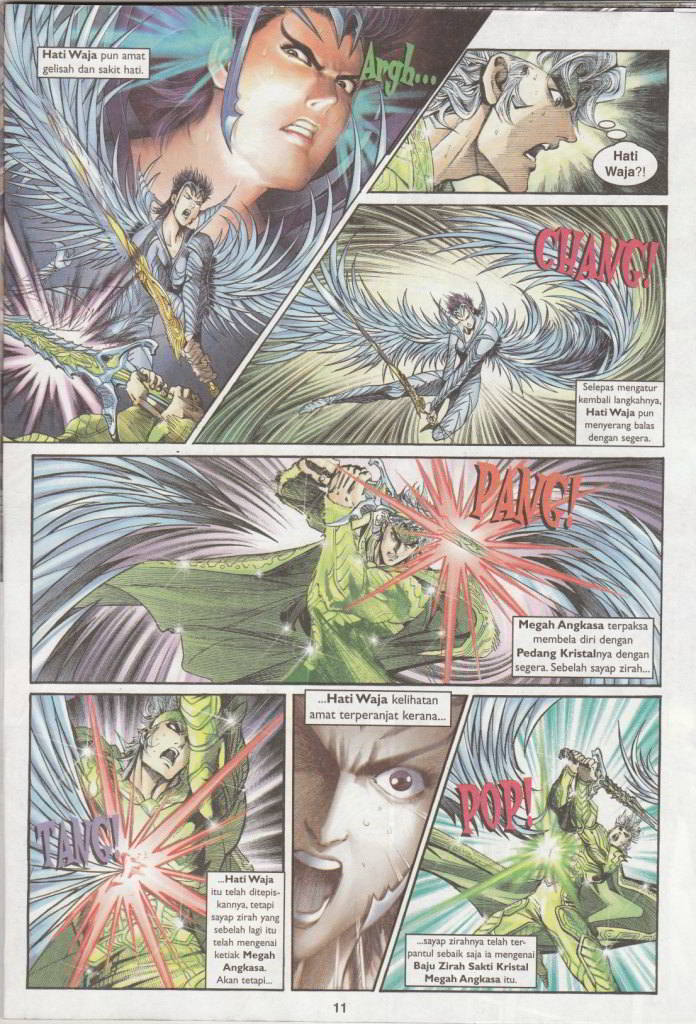 Hati Waja pun amat
gelisah dan sakit hati.
Argh...
Hati
Waja?!
CHANG!
Selepas mengatur
kembali langkahnya,
Hati Waja pun
menyerang balas
dengan segera.
PANG!
Megah Angkasa terpaksa
membela diri dengan
Pedang Kristalnya dengan
segera. Sebelah sayap zirah...
TANG!
...Hati Waja
itu telah ditepis-
kannya, tetapi
sayap zirah yang
sebelah lagi itu
telah mengenai
ketiak Megah
Angkasa.
Akan tetapi...
...Hati Waja kelihatan
amat terperanjat kerana...
POP!
...sayap zirahnya telah ter-
pantul sebaik saja ia mengenai
Baju Zirah Sakti Kristal
Megah Angkasa itu.
11